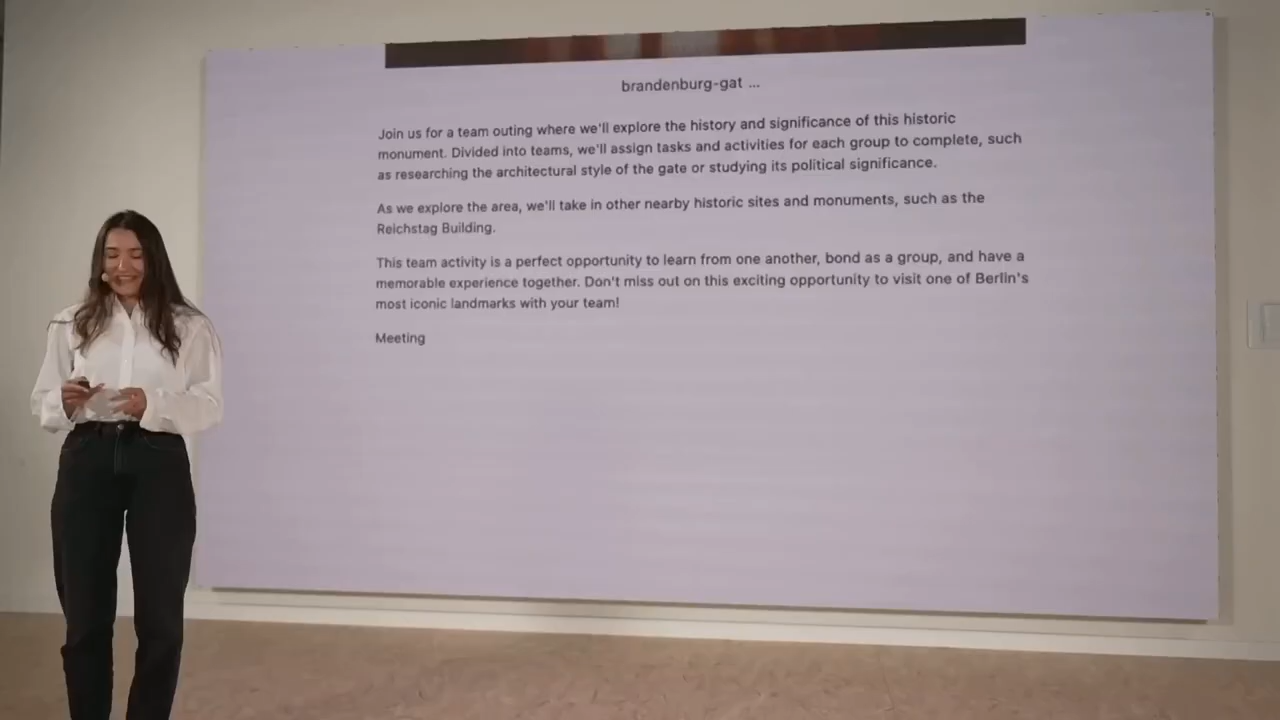 brandenburg-gat ...
Join us for a team outing where we'll explore the history and significance of this historic
monument. Divided into teams, we'll assign tasks and activities for each group to complete, such
as researching the architectural style of the gate or studying its political significance.
As we explore the area, we'll take in other nearby historic sites and monuments, such as the
Reichstag Building.
This team activity is a perfect opportunity to learn from one another, bond as a group, and have a
memorable experience together. Don't miss out on this exciting opportunity to visit one of Berlin's
most iconic landmarks with your team!
Meeting